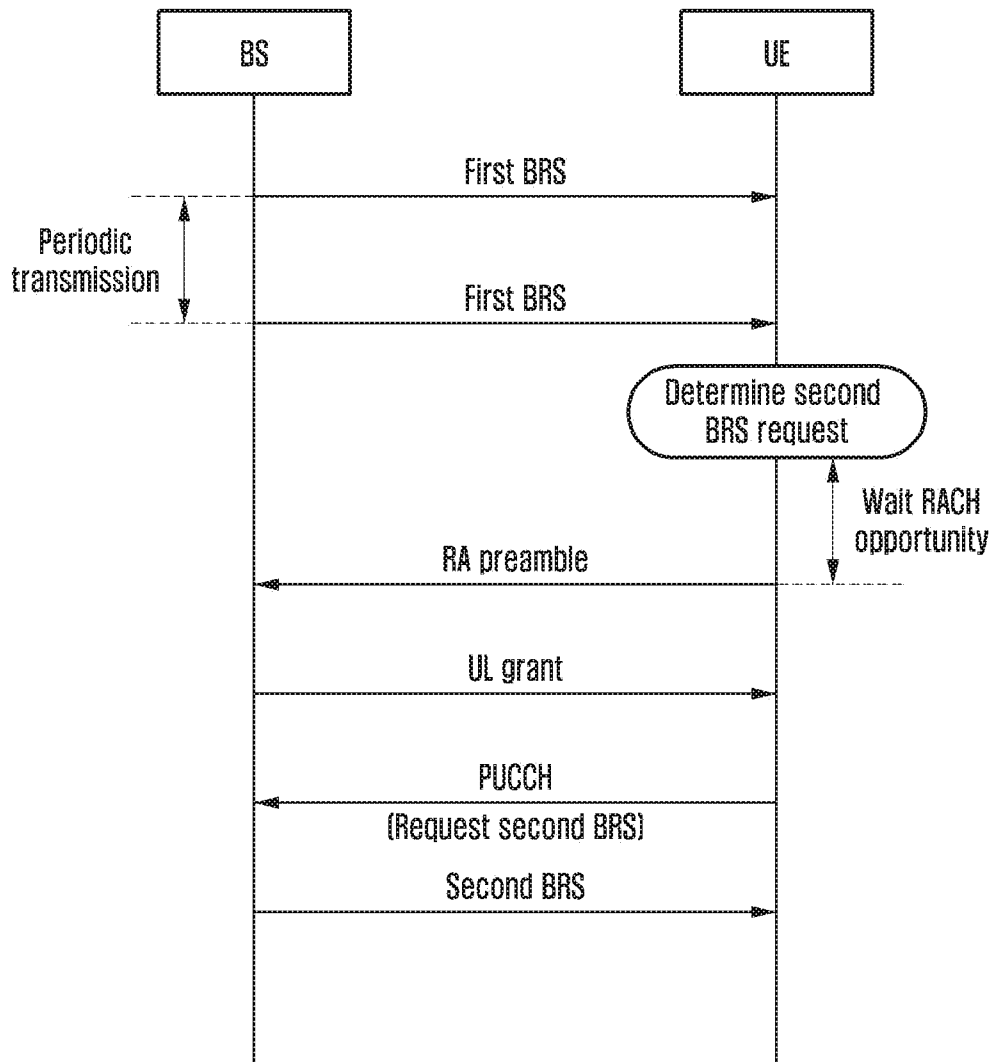 BS
UE
First BRS
Periodic
transmission
First BRS
Determine second
BRS request
Wait RACH
opportunity
RA preamble
UL grant
PUCCH
(Request second BRS)
Second BRS